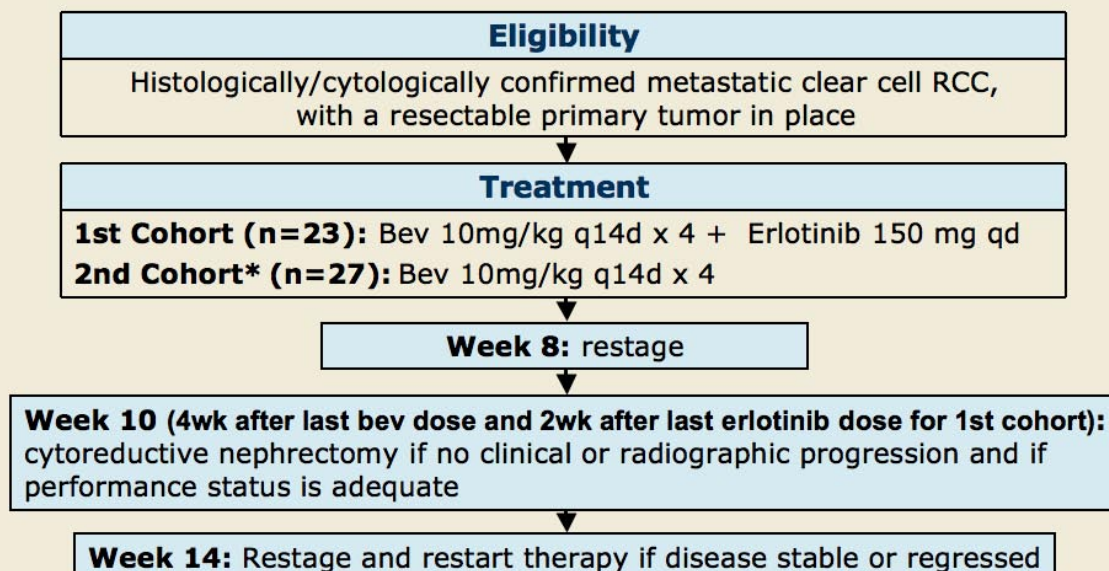 Eligibility
Histologically/cytologically confirmed metastatic clear cell RCC,
with a resectable primary tumor in place
Treatment
1st Cohort (n=23): Bev 10mg/kg q14d x 4 + Erlotinib 150 mg qd
2nd Cohort* (n=27): Bev 10mg/kg q14d x 4
Week 8: restage
Week 10 (4wk after last bev dose and 2wk after last erlotinib dose for 1st cohort):
cytoreductive nephrectomy if no clinical or radiographic progression and if
performance status is adequate
Week 14: Restage and restart therapy if disease stable or regressed